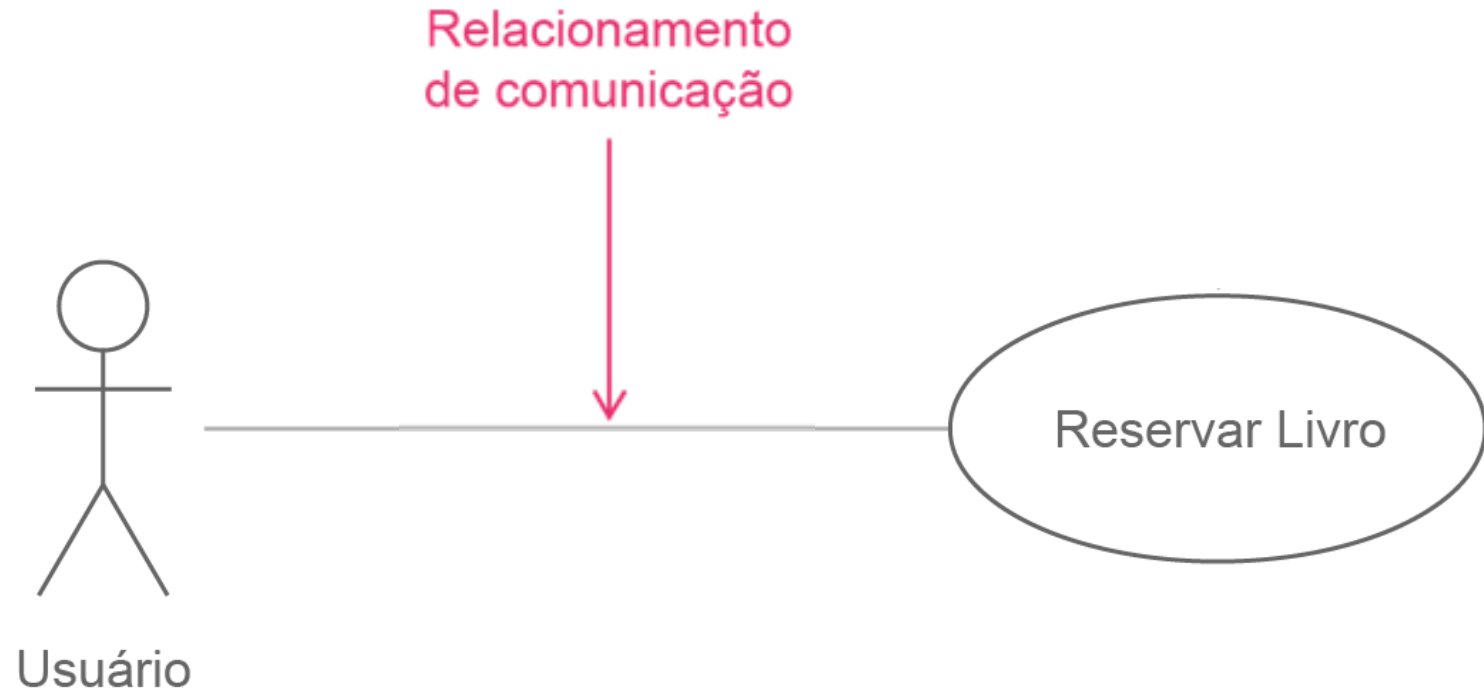 Relacionamento
de comunicação
Reservar Livro
Usuário